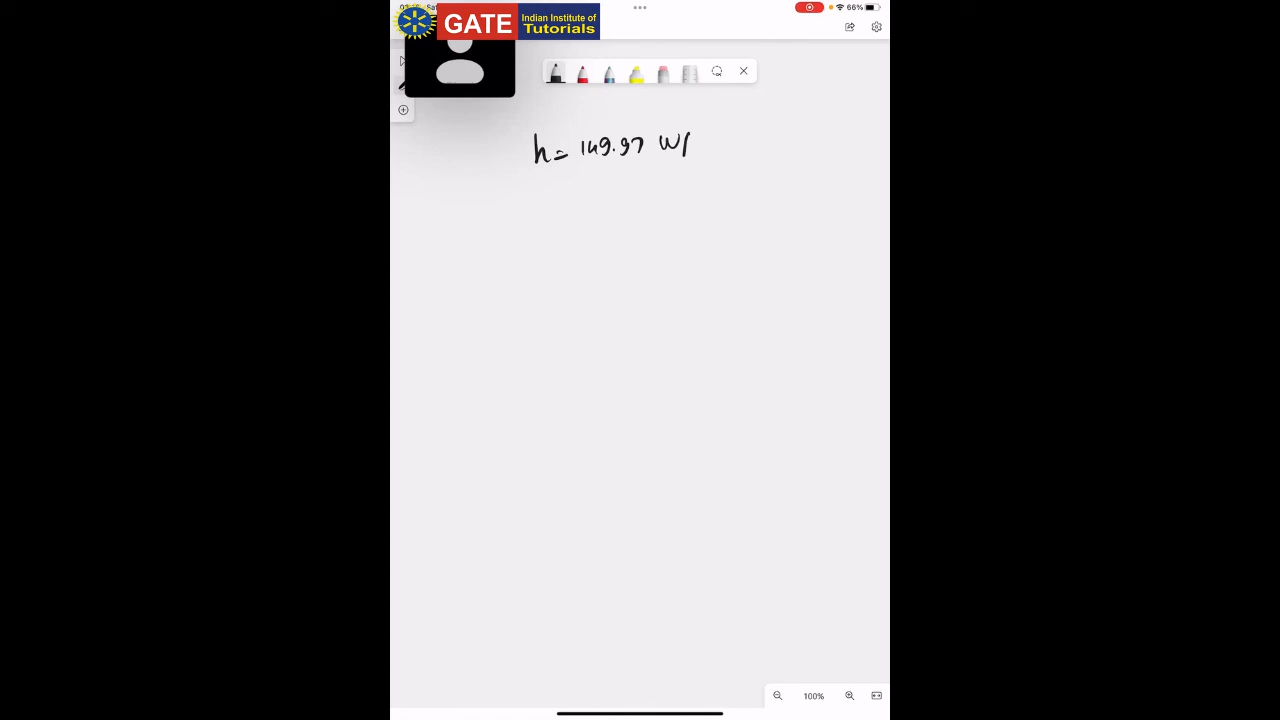 GATE
Indian Institute of
Tutorials
66%
h = 149.97 W/
100%